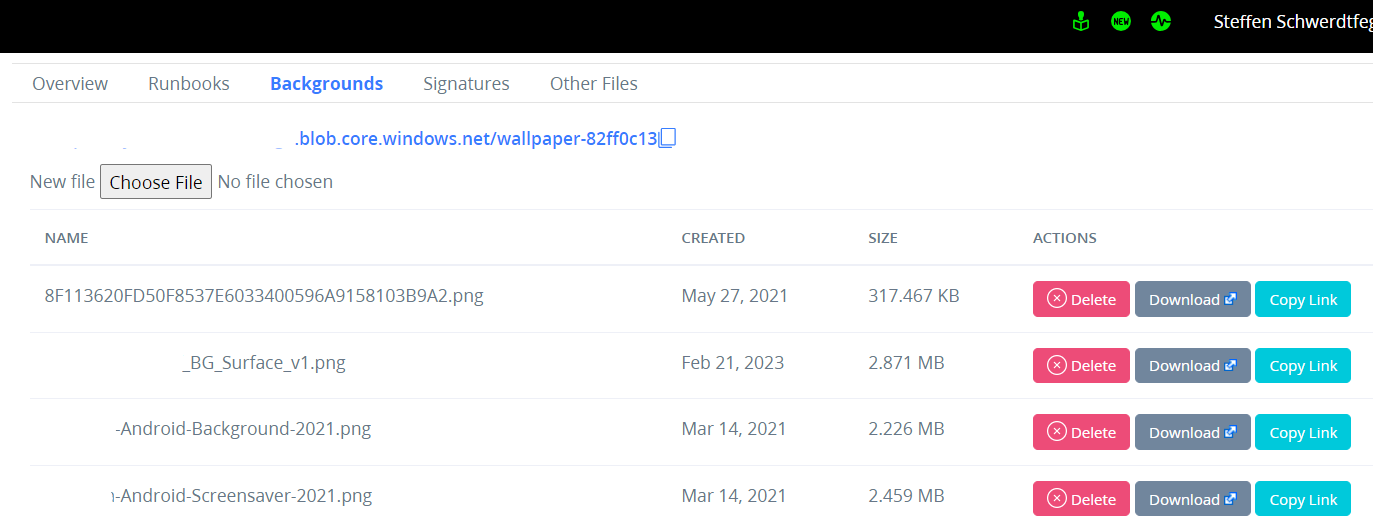 NEW
Steffen Schwerdtfeg
Overview Runbooks Backgrounds Signatures Other Files
.blob.core.windows.net/wallpaper-82ff0c13
New file Choose File No file chosen
NAME CREATED SIZE ACTIONS
8F113620FD50F8537E6033400596A9158103B9A2.png May 27, 2021 317.467 KB Delete Download Copy Link
_BG_Surface_v1.png Feb 21, 2023 2.871 MB Delete Download Copy Link
-Android-Background-2021.png Mar 14, 2021 2.226 MB Delete Download Copy Link
-Android-Screensaver-2021.png Mar 14, 2021 2.459 MB Delete Download Copy Link